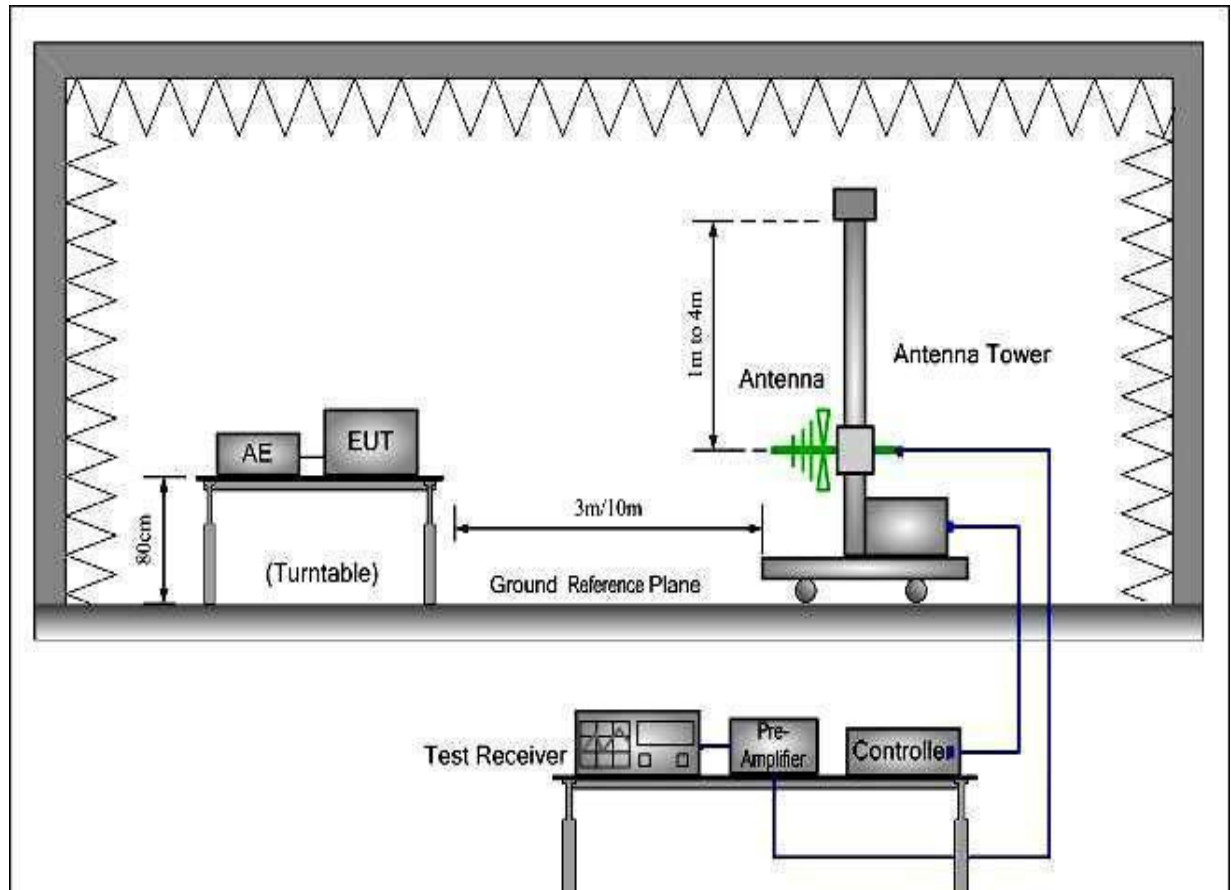 1m to 4m
Antenna Tower
Antenna
AE
EUT
3m/10m
80cm
(Turntable)
Ground Reference Plane
Test Receiver
Pre-
Amplifier
Controller